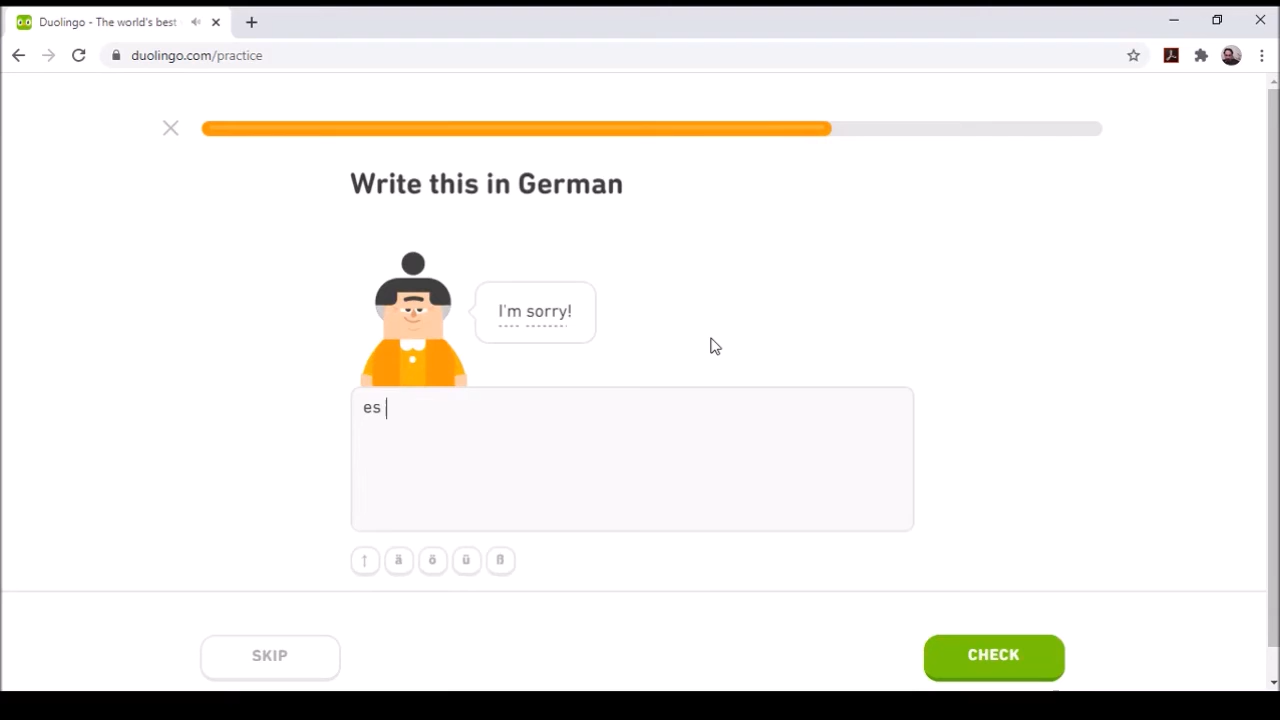 Duolingo - The world's best
duolingo.com/practice
Write this in German
I'm sorry!
es
↑ ä ö ü ß
SKIP
CHECK